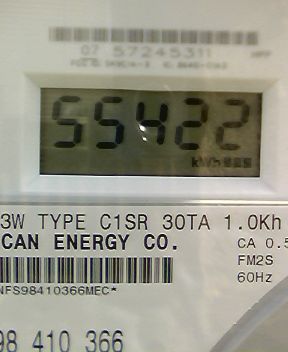 07 57245311
55422
kWh
3W TYPE C1SR 30TA 1.0Kh
CAN ENERGY CO.
CA 0.5
FM2S
60Hz
NFS98410366MEC*
98 410 366